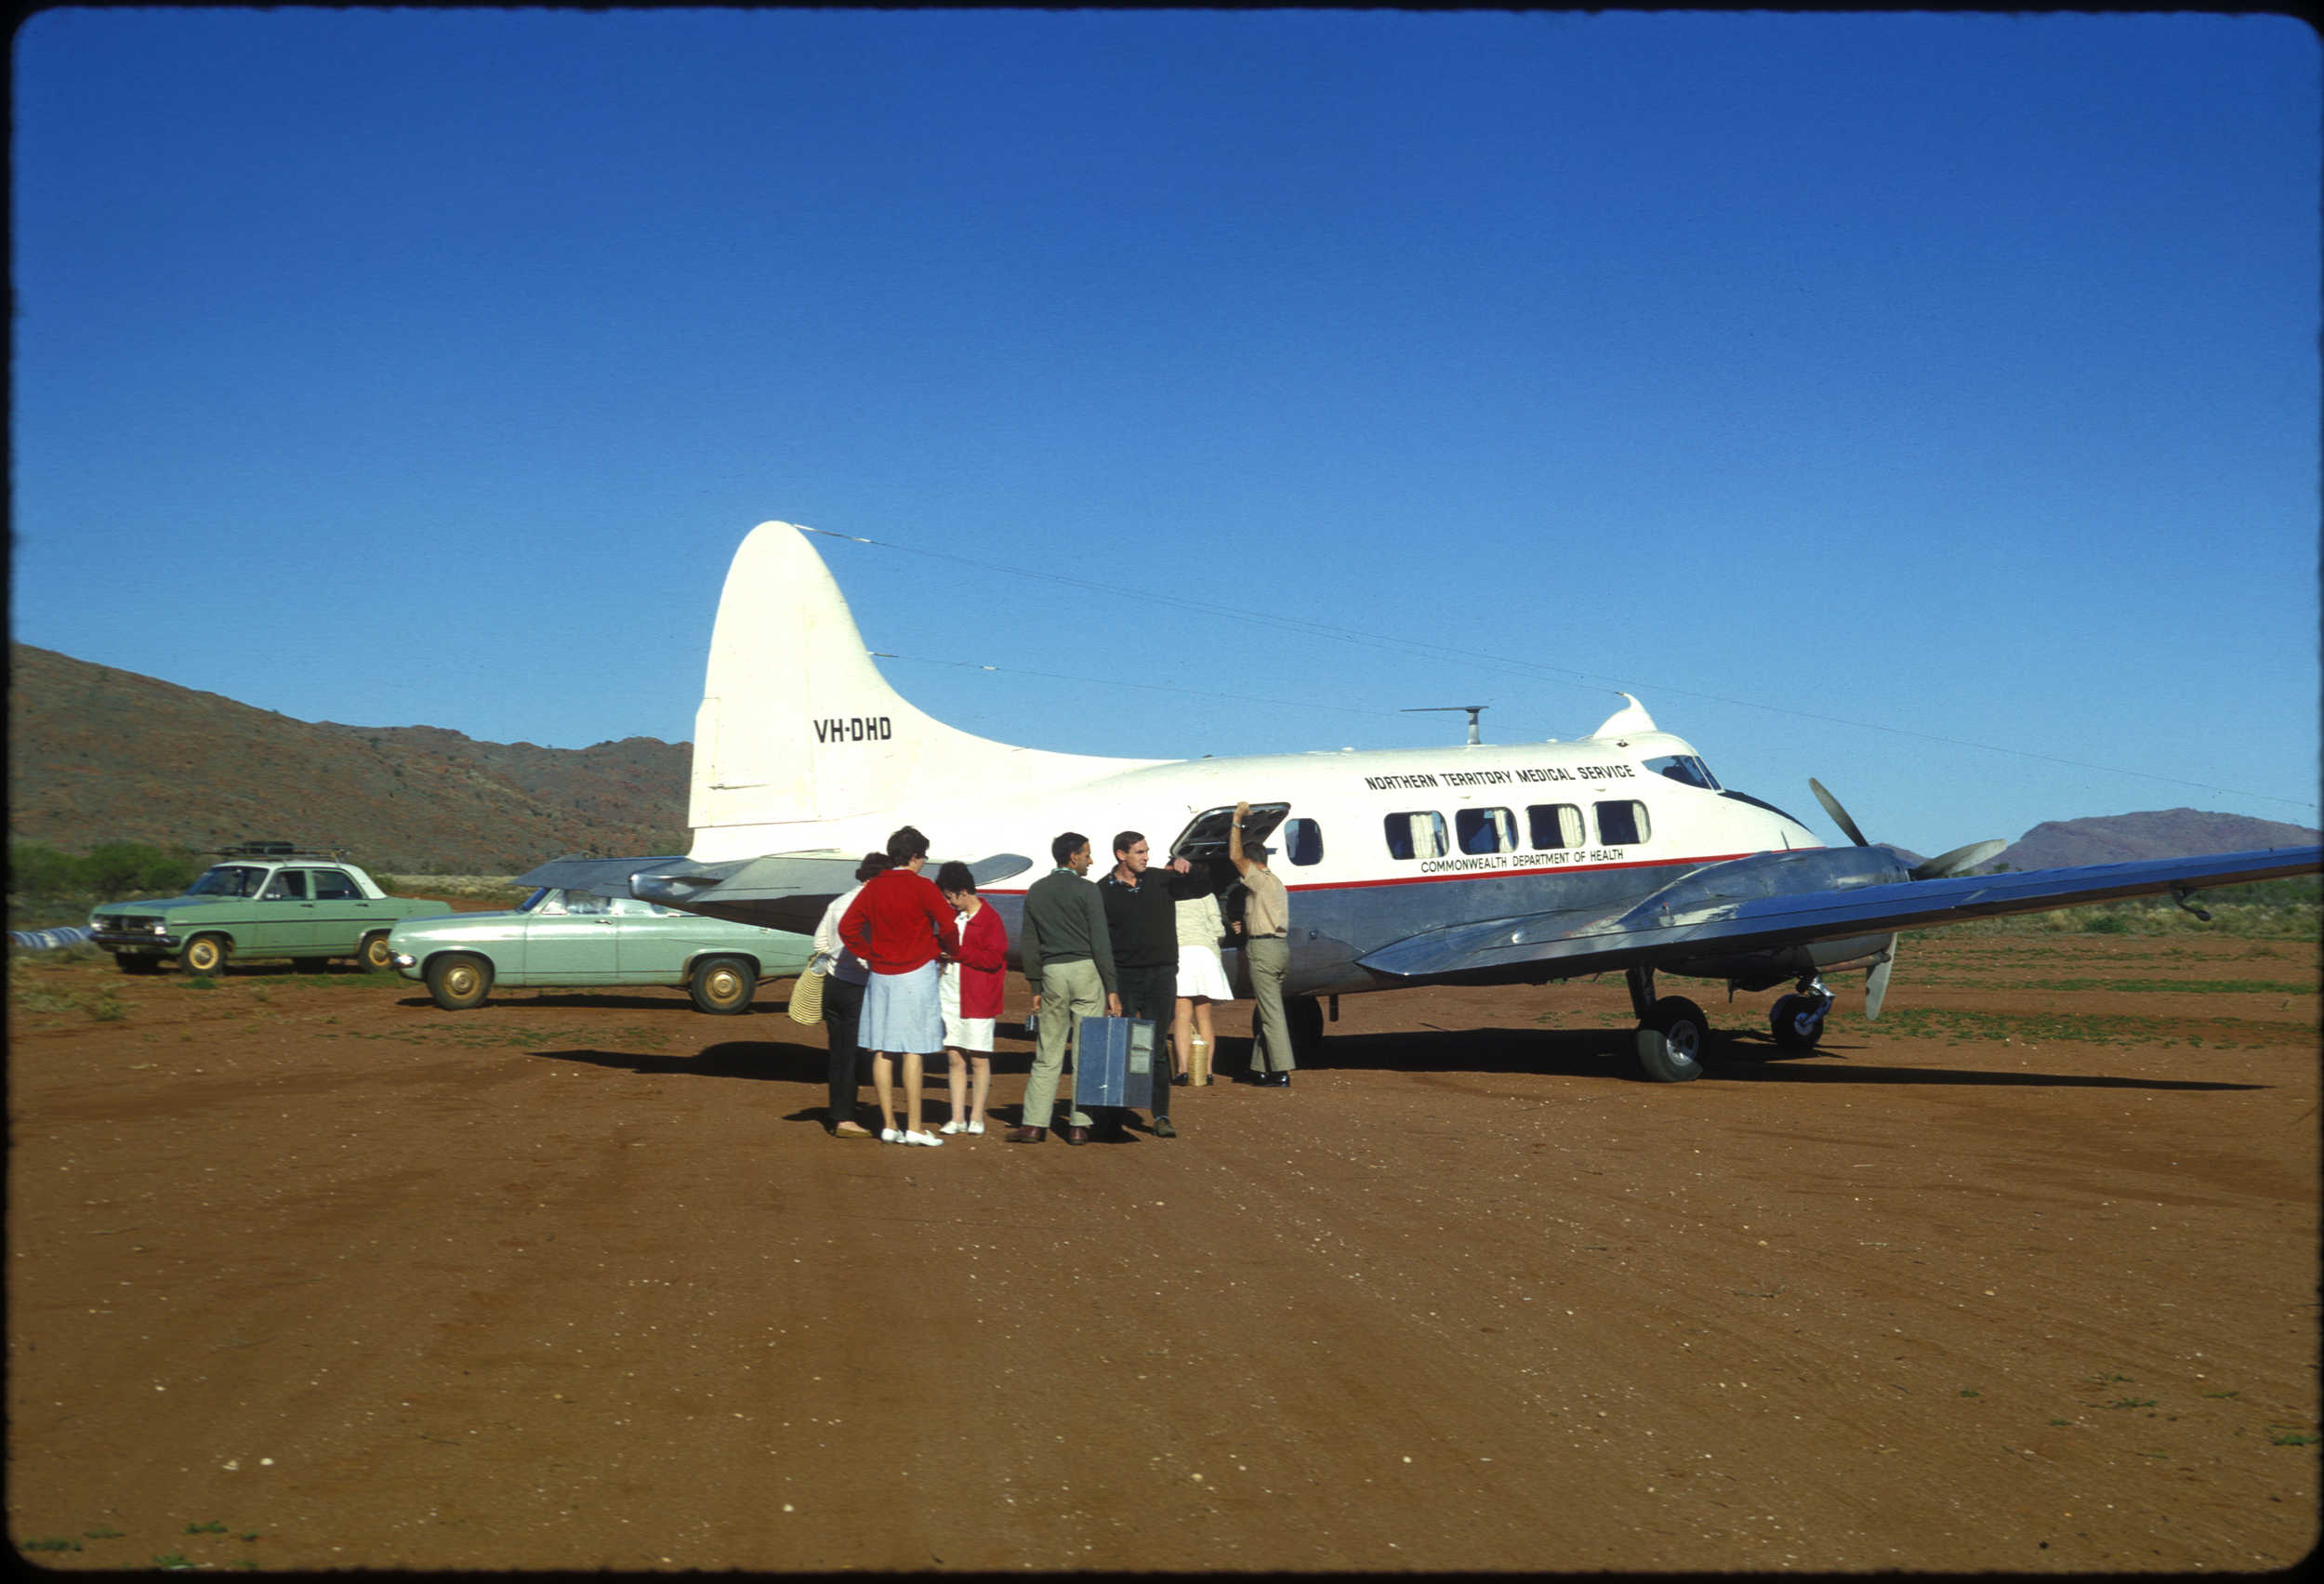 VH-DHD
NORTHERN TERRITORY MEDICAL SERVICE
COMMONWEALTH DEPARTMENT OF HEALTH